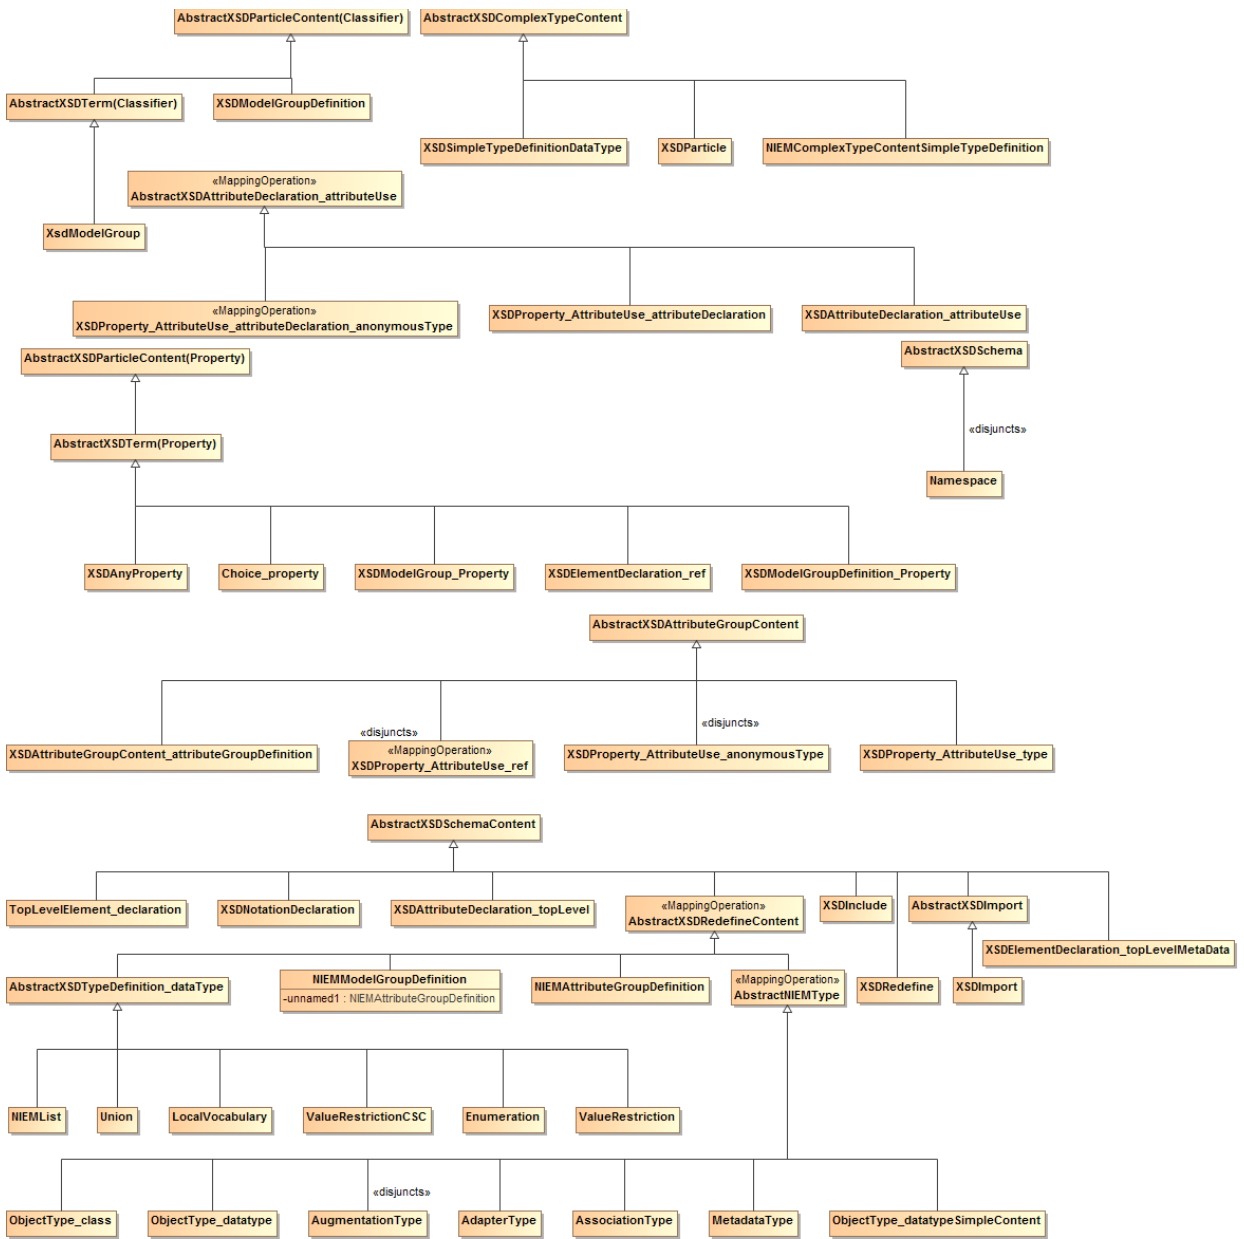 AbstractXSDParticleContent(Classifier)
AbstractXSDComplexTypeContent
AbstractXSDTerm(Classifier)
XSDModelGroupDefinition
XSDSimpleTypeDefinitionDataType
XSDParticle
NIEMComplexTypeContentSimpleTypeDefinition
«MappingOperation»
AbstractXSDAttributeDeclaration_attributeUse
XsdModelGroup
«MappingOperation»
XSDProperty_AttributeUse_attributeDeclaration_anonymousType
XSDProperty_AttributeUse_attributeDeclaration
XSDAttributeDeclaration_attributeUse
AbstractXSDParticleContent(Property)
AbstractXSDSchema
«disjuncts»
AbstractXSDTerm(Property)
Namespace
XSDAnyProperty
Choice_property
XSDModelGroup_Property
XSDElementDeclaration_ref
XSDModelGroupDefinition_Property
AbstractXSDAttributeGroupContent
«disjuncts»
«disjuncts»
XSDAttributeGroupContent_attributeGroupDefinition
«MappingOperation»
XSDProperty_AttributeUse_ref
XSDProperty_AttributeUse_anonymousType
XSDProperty_AttributeUse_type
AbstractXSDSchemaContent
TopLevelElement_declaration
XSDNotationDeclaration
XSDAttributeDeclaration_topLevel
«MappingOperation»
AbstractXSDRedefineContent
XSDInclude
AbstractXSDImport
XSDElementDeclaration_topLevelMetaData
AbstractXSDTypeDefinition_dataType
NIEMModelGroupDefinition
-unnamed1 : NIEMAttributeGroupDefinition
NIEMAttributeGroupDefinition
«MappingOperation»
AbstractNIEMType
XSDRedefine
XSDImport
NIEMList
Union
LocalVocabulary
ValueRestrictionCSC
Enumeration
ValueRestriction
«disjuncts»
ObjectType_class
ObjectType_datatype
AugmentationType
AdapterType
AssociationType
MetadataType
ObjectType_datatypeSimpleContent